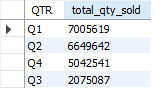 QTR total_qty_sold
Q1 7005619
Q2 6649642
Q4 5042541
Q3 2075087